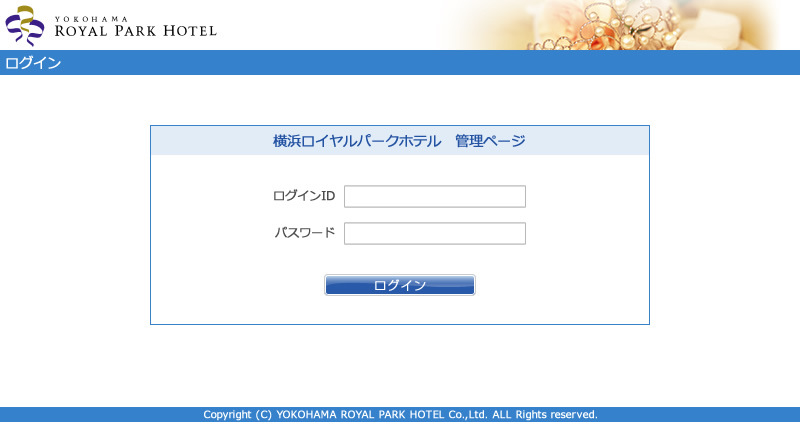 YOKOHAMA
ROYAL PARK HOTEL
ログイン
横浜ロイヤルパークホテル　管理ページ
ログインID
パスワード
ログイン
Copyright (C) YOKOHAMA ROYAL PARK HOTEL Co.,Ltd. ALL Rights reserved.